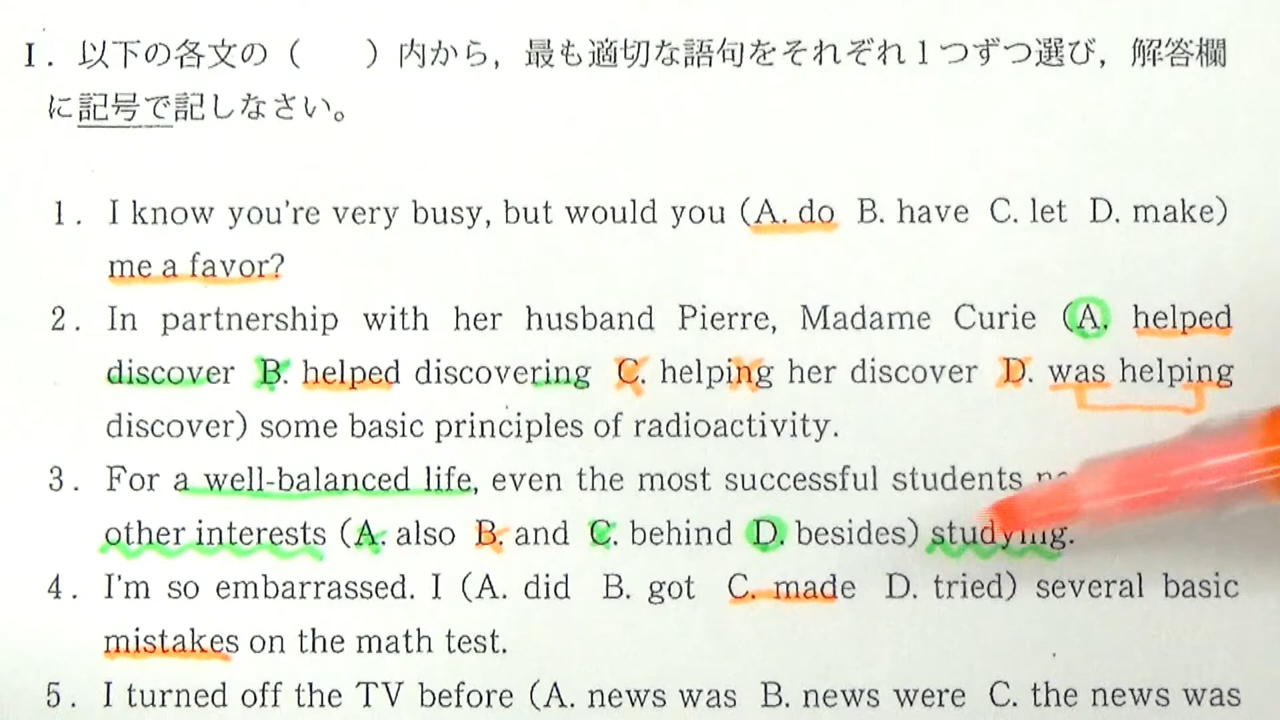 I. 以下の各文の（　　）内から，最も適切な語句をそれぞれ１つずつ選び，解答欄
に記号で記しなさい。
1. I know you're very busy, but would you (A. do B. have C. let D. make)
me a favor?
2. In partnership with her husband Pierre, Madame Curie (A. helped
discover B. helped discovering C. helping her discover D. was helping
discover) some basic principles of radioactivity.
3. For a well-balanced life, even the most successful students
other interests (A. also B. and C. behind D. besides) studying.
4. I'm so embarrassed. I (A. did B. got C. made D. tried) several basic
mistakes on the math test.
5. I turned off the TV before (A. news was B. news were C. the news was